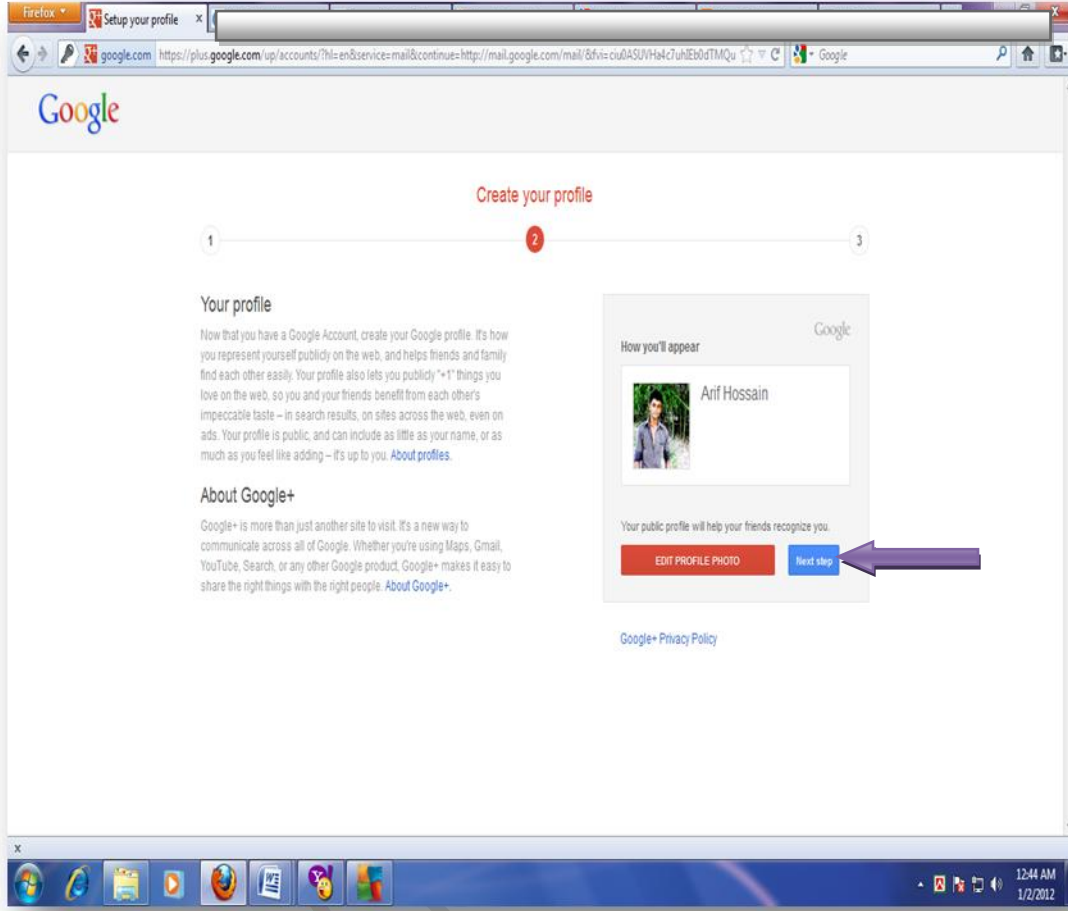 Firefox
Setup your profile x
google.com https://plus.google.com/up/accounts/?hl=en&service=mail&continue=http://mail.google.com/mail/ Google
Google
Create your profile
1 2 3
Your profile
Now that you have a Google Account, create your Google profile. It's how
you represent yourself publicly on the web, and helps friends and family
find each other easily. Your profile also lets you publicly "+1" things you
love on the web, so you and your friends benefit from each other's
impeccable taste – in search results, on sites across the web, even on
ads. Your profile is public, and can include as little as your name, or as
much as you feel like adding – it's up to you. About profiles.
About Google+
Google+ is more than just another site to visit. It's a new way to
communicate across all of Google. Whether you're using Maps, Gmail,
YouTube, Search, or any other Google product, Google+ makes it easy to
share the right things with the right people. About Google+.
Google
How you'll appear
Arif Hossain
Your public profile will help your friends recognize you.
EDIT PROFILE PHOTO Next step
Google+ Privacy Policy
x
12:44 AM
1/2/2012